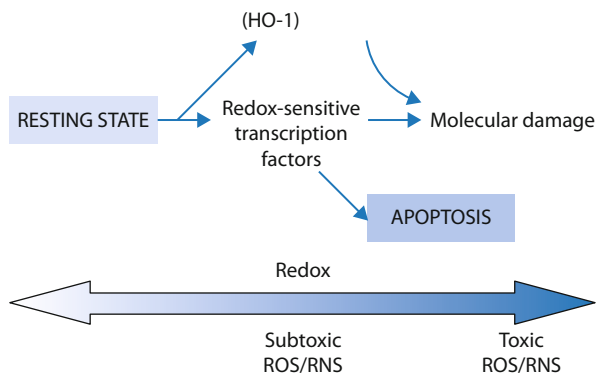 (HO-1)
RESTING STATE
Redox-sensitive
transcription
factors
Molecular damage
APOPTOSIS
Redox
Subtoxic
ROS/RNS
Toxic
ROS/RNS